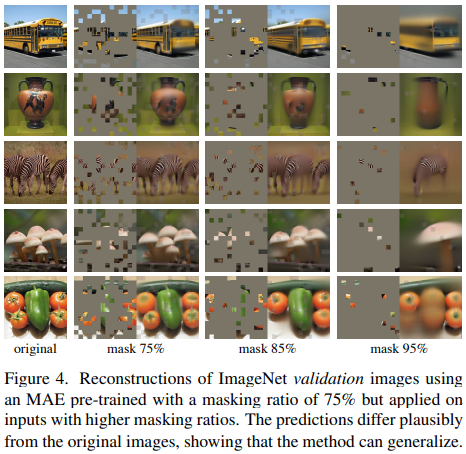 original mask 75% mask 85% mask 95%
Figure 4. Reconstructions of ImageNet validation images using
an MAE pre-trained with a masking ratio of 75% but applied on
inputs with higher masking ratios. The predictions differ plausibly
from the original images, showing that the method can generalize.